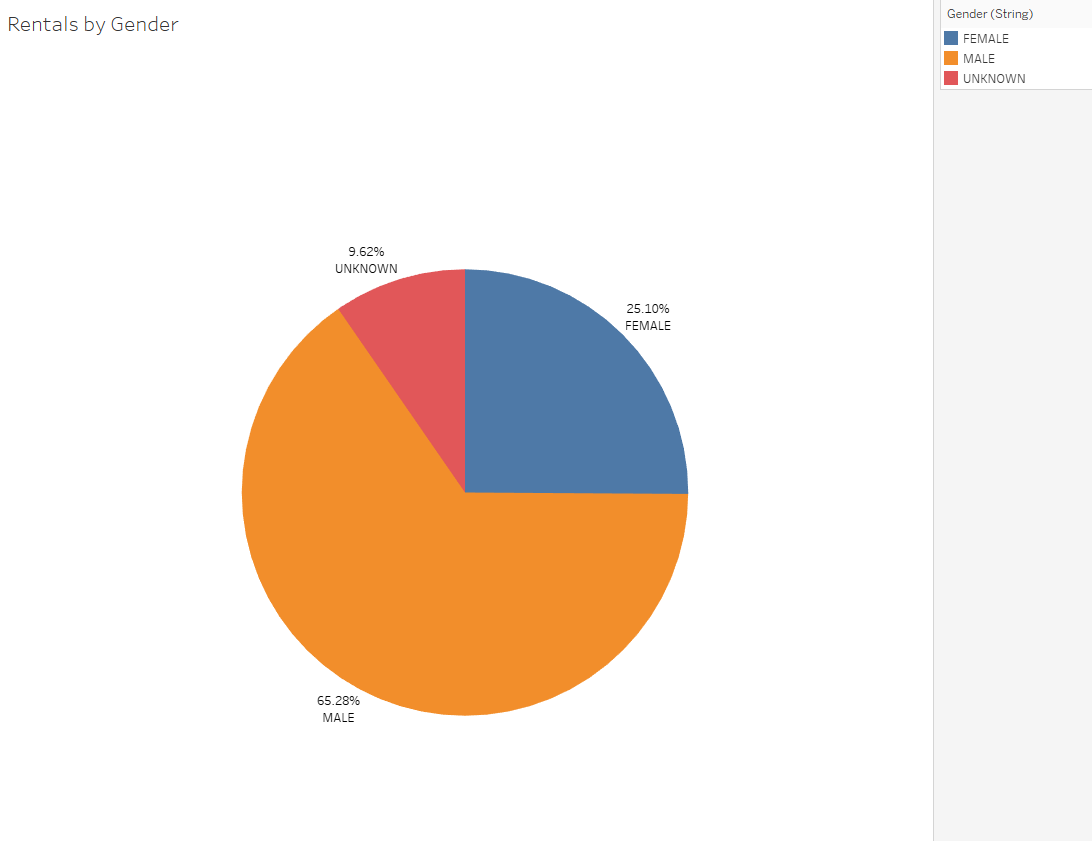 Rentals by Gender
Gender (String)
FEMALE
MALE
UNKNOWN
9.62%
UNKNOWN
25.10%
FEMALE
65.28%
MALE